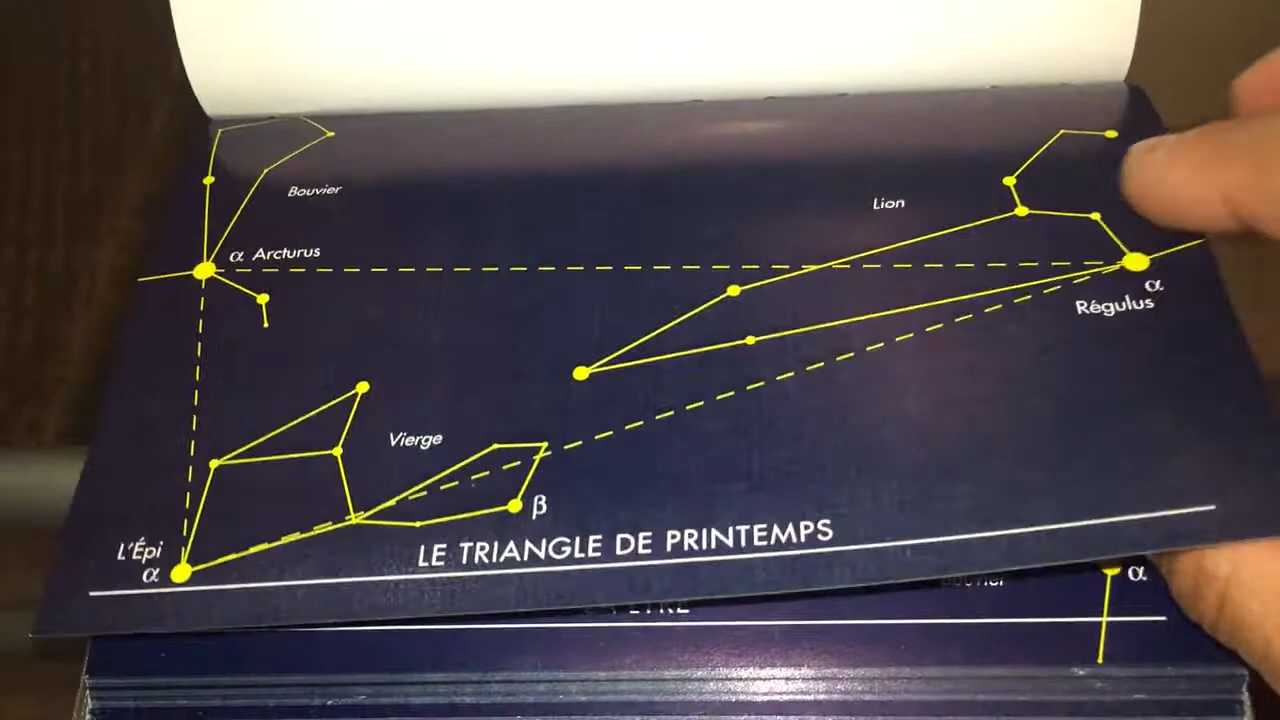 Bouvier
Lion
α Arcturus
α
Régulus
Vierge
β
L'Épi
α
LE TRIANGLE DE PRINTEMPS
α